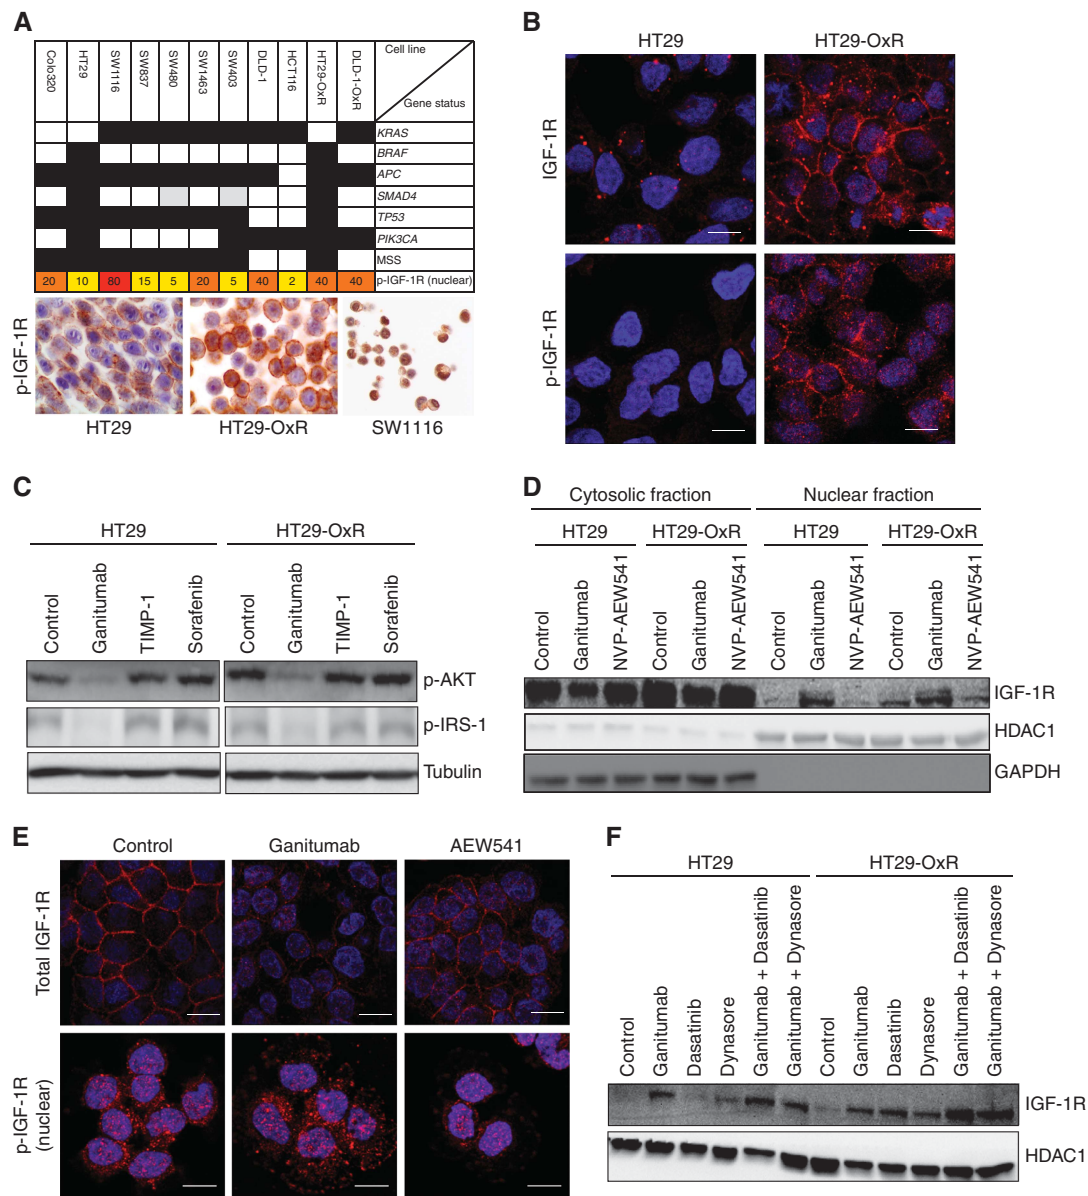 A
Colo320
HT29
SW1116
SW837
SW480
SW1463
SW403
DLD-1
HCT116
HT29-OxR
DLD-1-OxR
Cell line
Gene status
KRAS
BRAF
APC
SMAD4
TP53
PIK3CA
MSS
20 10 80 15 5 20 5 40 2 40 40 p-IGF-1R (nuclear)
p-IGF-1R
HT29 HT29-OxR SW1116
B
HT29 HT29-OxR
IGF-1R
p-IGF-1R
C
HT29 HT29-OxR
Control
Ganitumab
TIMP-1
Sorafenib
Control
Ganitumab
TIMP-1
Sorafenib
p-AKT
p-IRS-1
Tubulin
D
Cytosolic fraction Nuclear fraction
HT29 HT29-OxR HT29 HT29-OxR
Control
Ganitumab
NVP-AEW541
Control
Ganitumab
NVP-AEW541
Control
Ganitumab
NVP-AEW541
Control
Ganitumab
NVP-AEW541
IGF-1R
HDAC1
GAPDH
E
Control Ganitumab AEW541
Total IGF-1R
p-IGF-1R
(nuclear)
F
HT29 HT29-OxR
Control
Ganitumab
Dasatinib
Dynasore
Ganitumab + Dasatinib
Ganitumab + Dynasore
Control
Ganitumab
Dasatinib
Dynasore
Ganitumab + Dasatinib
Ganitumab + Dynasore
IGF-1R
HDAC1